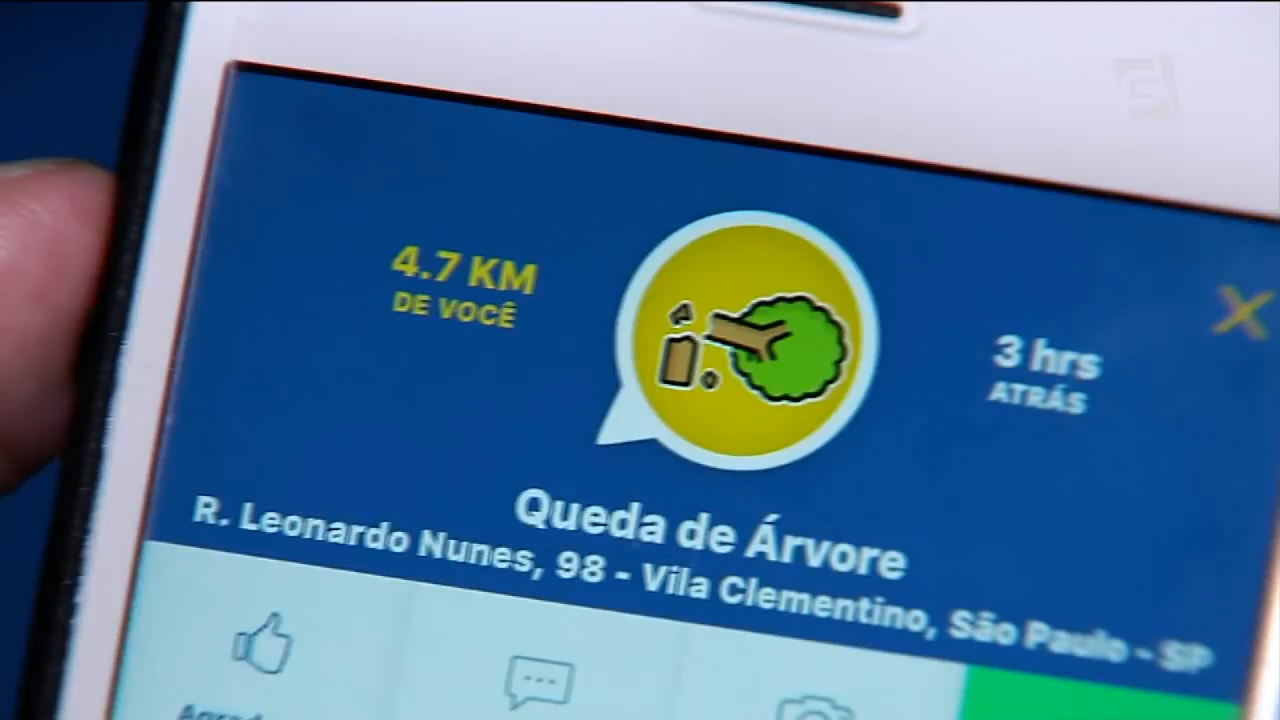 4.7 KM
DE VOCÊ
3 hrs
ATRÁS
Queda de Árvore
R. Leonardo Nunes, 98 - Vila Clementino, São Paulo - SP